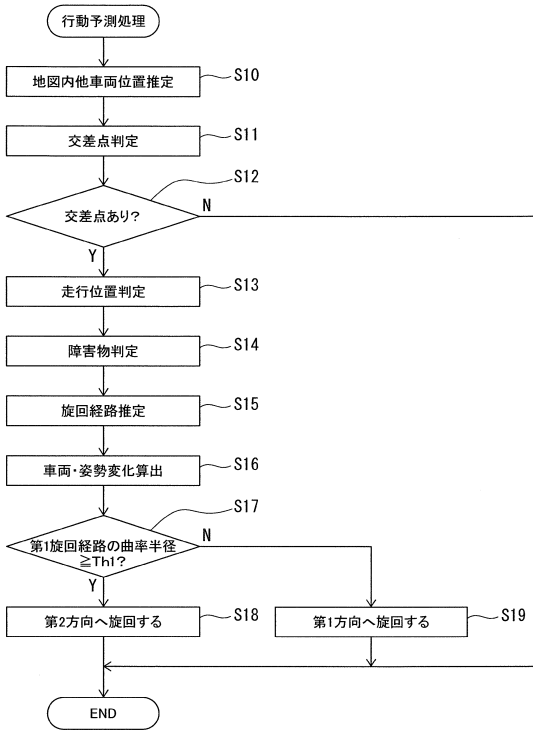 行動予測処理
地図内他車両位置推定
S10
交差点判定
S11
S12
交差点あり?
N
Y
走行位置判定
S13
障害物判定
S14
旋回経路推定
S15
車両・姿勢変化算出
S16
S17
第1旋回経路の曲率半径
≧Th1?
N
Y
第2方向へ旋回する
S18
第1方向へ旋回する
S19
END